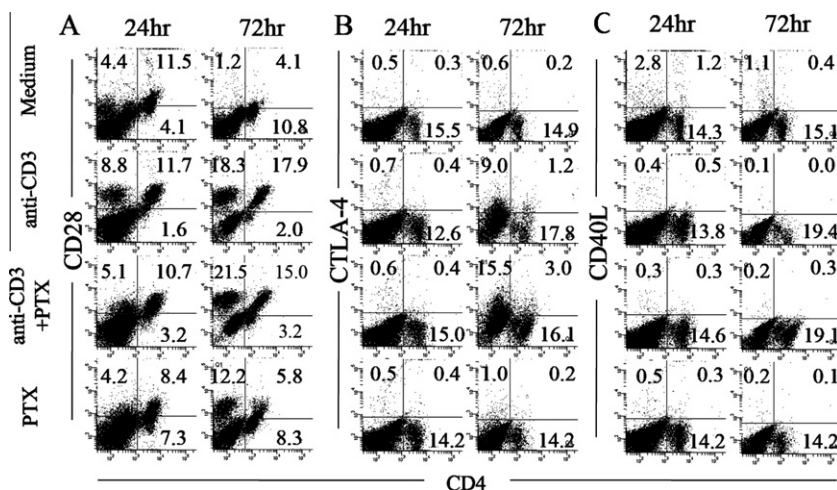 A 24hr 72hr B 24hr 72hr C 24hr 72hr
Medium
CD28
CTLA-4
CD40L
4.4 11.5 1.2 4.1 0.5 0.3 0.6 0.2 2.8 1.2 1.1 0.4
4.1 10.8 15.5 14.9 14.3 15.1
anti-CD3
8.8 11.7 18.3 17.9 0.7 0.4 9.0 1.2 0.4 0.5 0.1 0.0
1.6 2.0 12.6 17.8 13.8 19.4
anti-CD3
+PTX
5.1 10.7 21.5 15.0 0.6 0.4 15.5 3.0 0.3 0.3 0.2 0.3
3.2 3.2 15.0 16.1 14.6 19.1
PTX
4.2 8.4 12.2 5.8 0.5 0.4 1.0 0.2 0.5 0.3 0.2 0.1
7.3 8.3 14.2 14.2 14.2 14.2
CD4